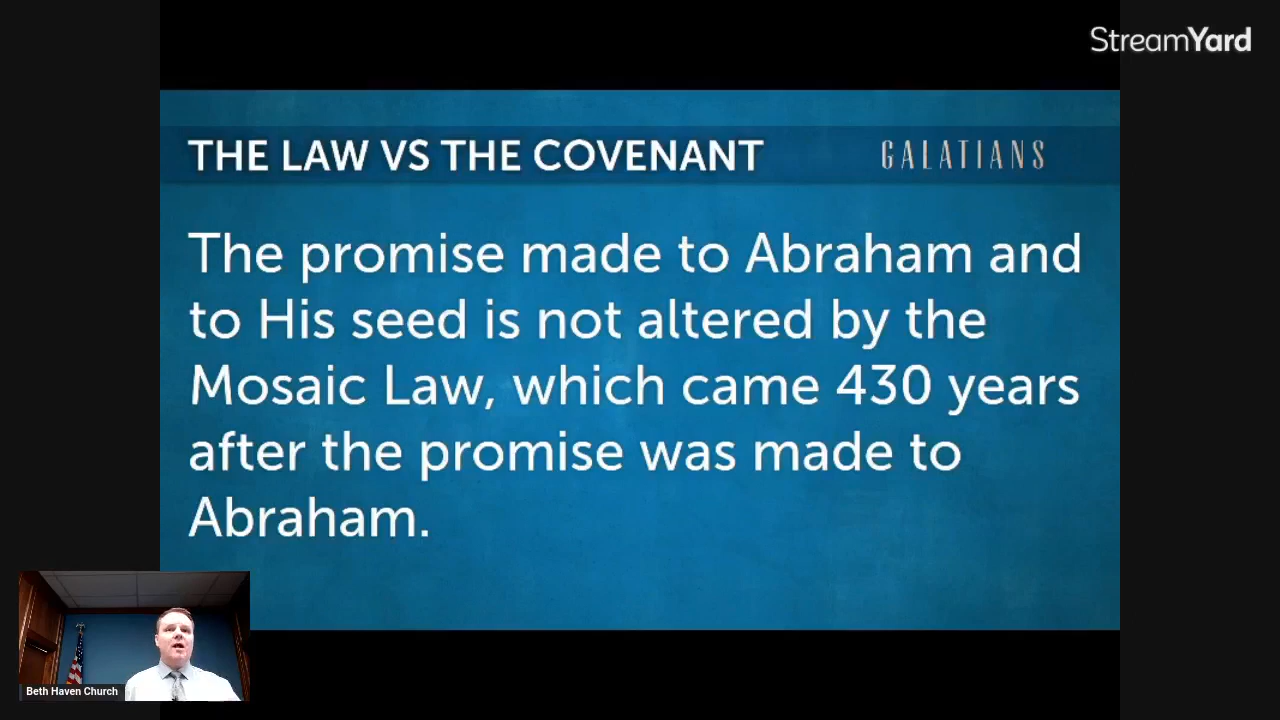 StreamYard
THE LAW VS THE COVENANT
GALATIANS
The promise made to Abraham and
to His seed is not altered by the
Mosaic Law, which came 430 years
after the promise was made to
Abraham.
Beth Haven Church